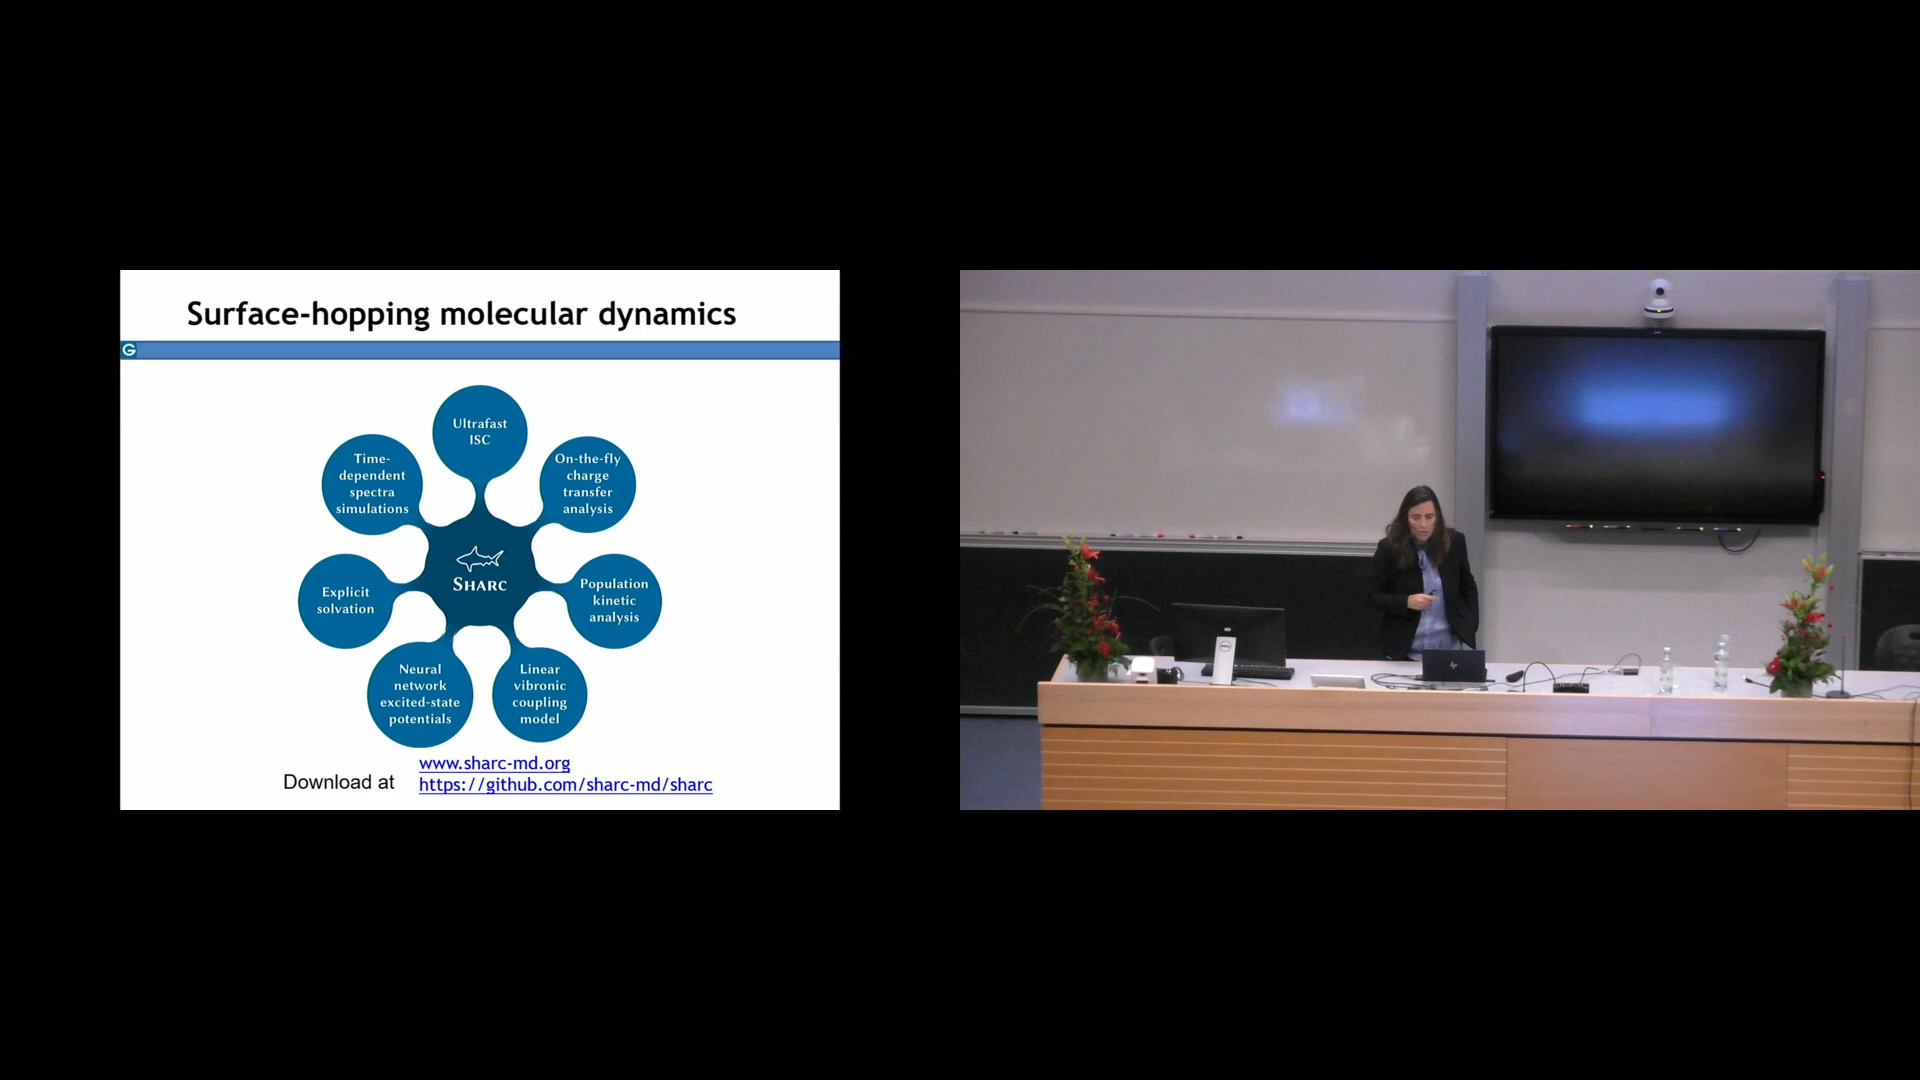 Surface-hopping molecular dynamics
G
Ultrafast
ISC
Time-
dependent
spectra
simulations
On-the-fly
charge
transfer
analysis
Explicit
solvation
SHARC
Population
kinetic
analysis
Neural
network
excited-state
potentials
Linear
vibronic
coupling
model
Download at
www.sharc-md.org
https://github.com/sharc-md/sharc